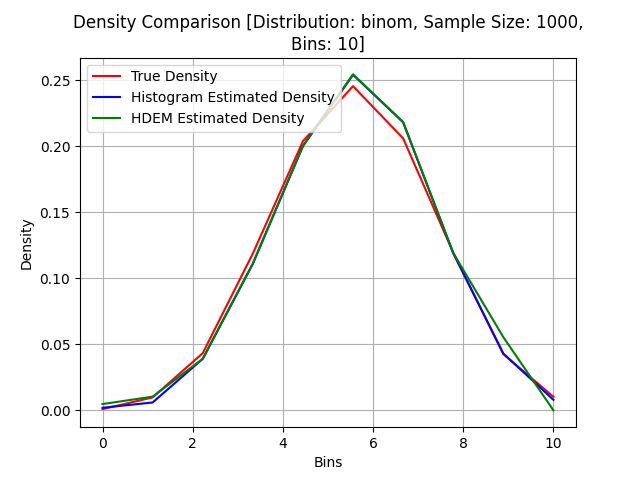 Density Comparison [Distribution: binom, Sample Size: 1000,
Bins: 10]
True Density
Histogram Estimated Density
HDEM Estimated Density
Density
0.25
0.20
0.15
0.10
0.05
0.00
0 2 4 6 8 10
Bins